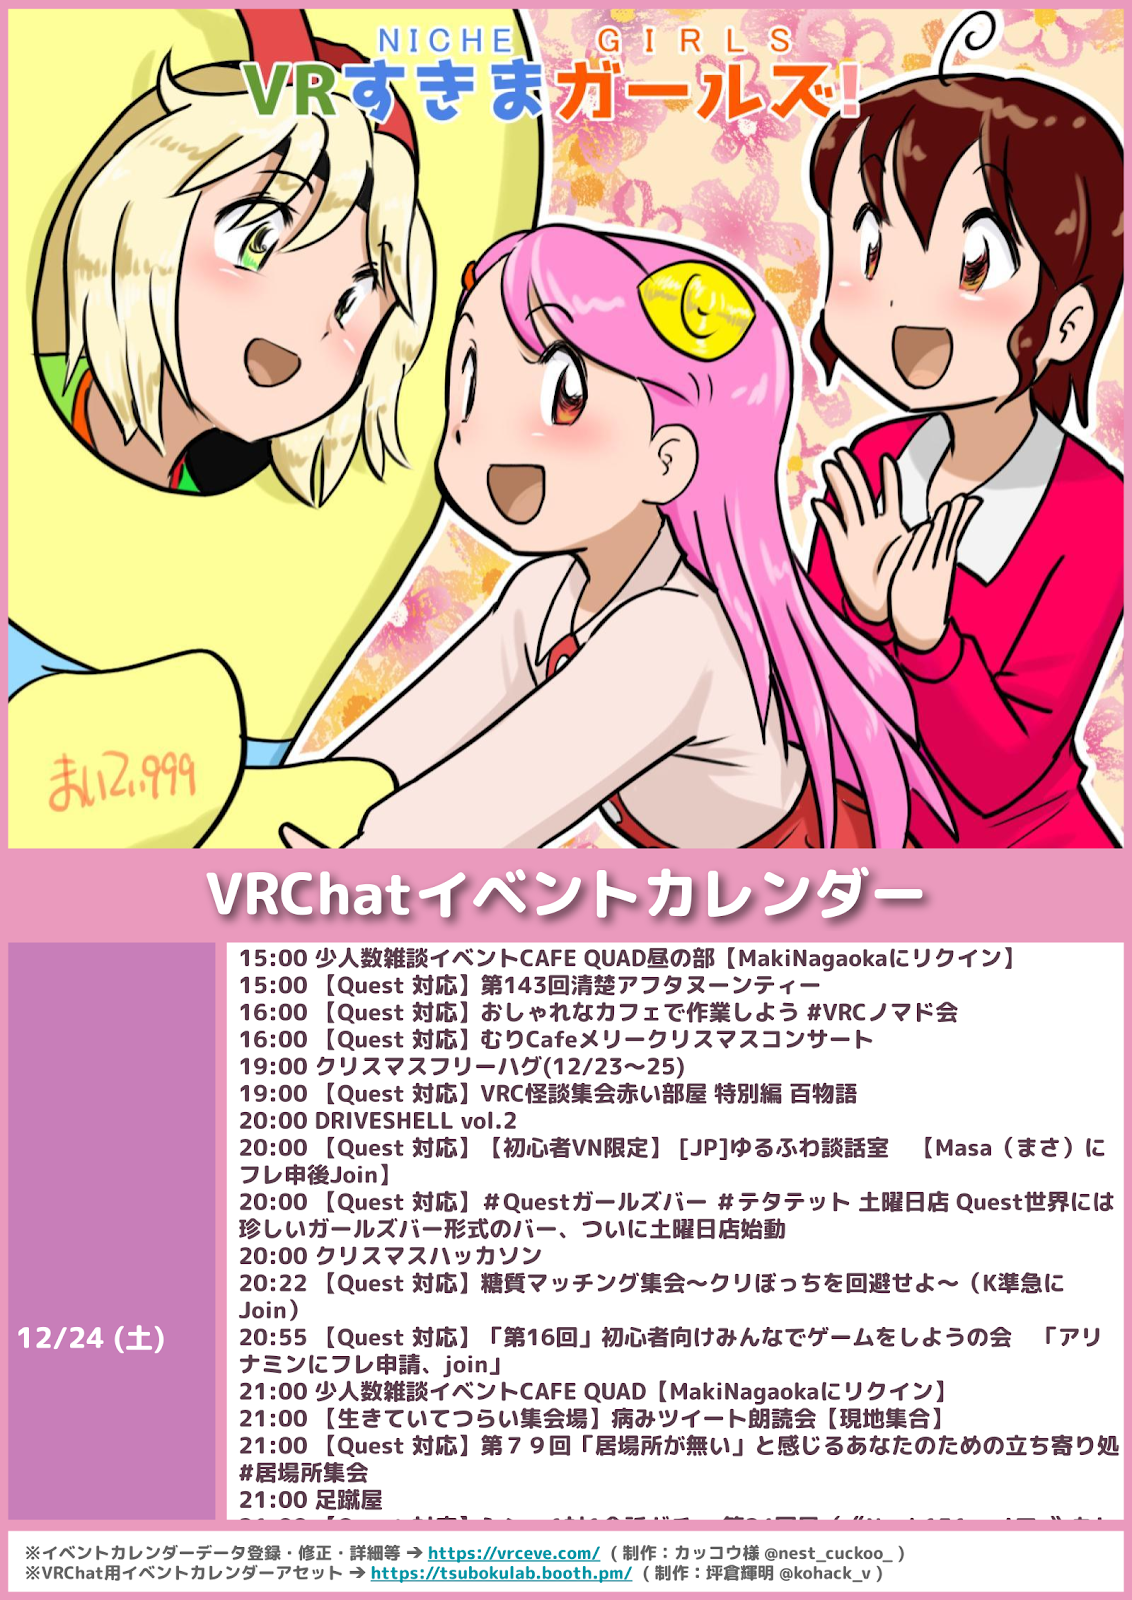 NICHE GIRLS
VRすきまガールズ!
まいてぃ999
VRChatイベントカレンダー
12/24 (土)
15:00 少人数雑談イベントCAFE QUAD昼の部【MakiNagaokaにリクイン】
15:00 【Quest 対応】第143回清楚アフタヌーンティー
16:00 【Quest 対応】おしゃれなカフェで作業しよう #VRCノマド会
16:00 【Quest 対応】むりCafeメリークリスマスコンサート
19:00 クリスマスフリーハグ(12/23～25)
19:00 【Quest 対応】VRC怪談集会赤い部屋 特別編 百物語
20:00 DRIVESHELL vol.2
20:00 【Quest 対応】【初心者VN限定】 [JP]ゆるふわ談話室　【Masa（まさ）に
フレ申後Join】
20:00 【Quest 対応】＃Questガールズバー ＃テタテット 土曜日店 Quest世界には
珍しいガールズバー形式のバー、ついに土曜日店始動
20:00 クリスマスハッカソン
20:22 【Quest 対応】糖質マッチング集会～クリぼっちを回避せよ～（K準急に
Join）
20:55 【Quest 対応】「第16回」初心者向けみんなでゲームをしようの会　「アリ
ナミンにフレ申請、join」
21:00 少人数雑談イベントCAFE QUAD【MakiNagaokaにリクイン】
21:00 【生きていてつらい集会場】病みツイート朗読会【現地集合】
21:00 【Quest 対応】第７９回「居場所が無い」と感じるあなたのための立ち寄り処
#居場所集会
21:00 足蹴屋
※イベントカレンダーデータ登録・修正・詳細等 ➔ https://vrceve.com/ （ 制作：カッコウ様 @nest_cuckoo_ ）
※VRChat用イベントカレンダーアセット ➔ https://tsubokulab.booth.pm/ （ 制作：坪倉輝明 @kohack_v ）